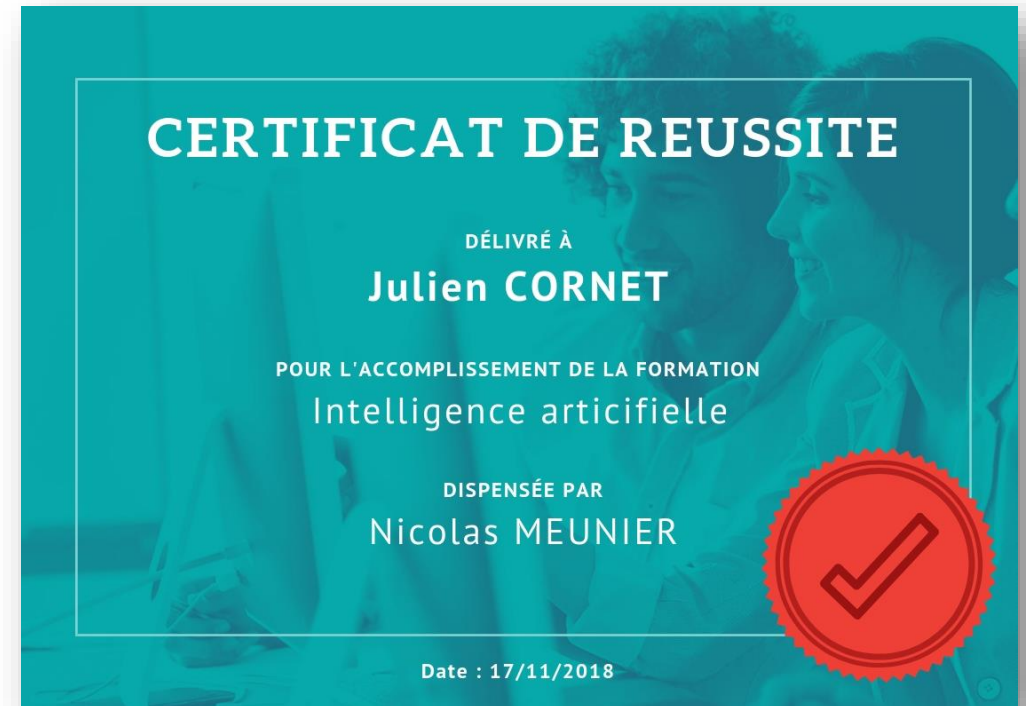 CERTIFICAT DE REUSSITE
DÉLIVRÉ À
Julien CORNET
POUR L'ACCOMPLISSEMENT DE LA FORMATION
Intelligence articifielle
DISPENSÉE PAR
Nicolas MEUNIER
Date : 17/11/2018